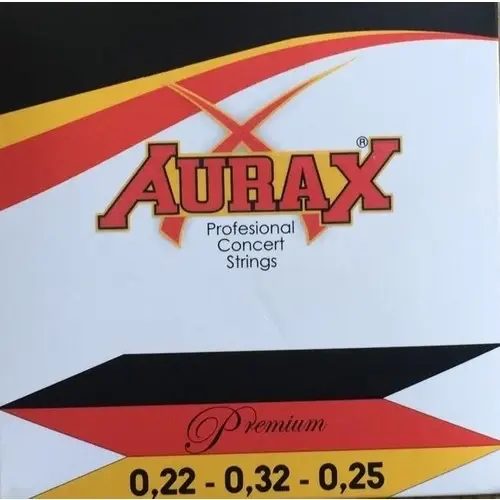 AURAX®
Profesional
Concert
Strings
Premium
0,22 - 0,32 - 0,25